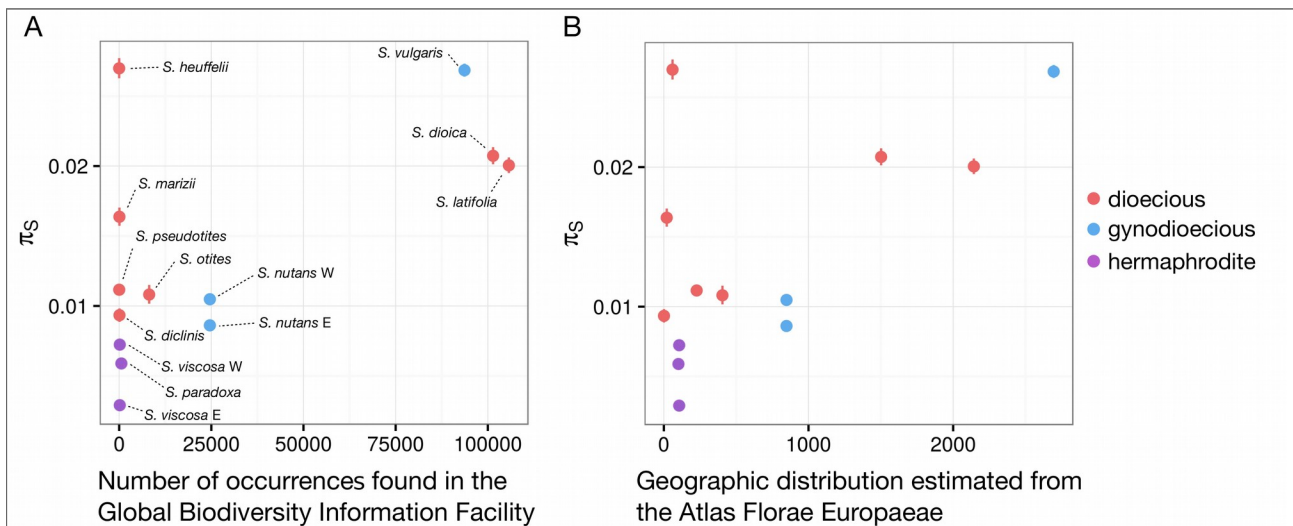 A
B
S. heuffelii
S. vulgaris
S. dioica
S. latifolia
S. marizii
S. pseudotites
S. otites
S. nutans W
S. nutans E
S. diclinis
S. viscosa W
S. paradoxa
S. viscosa E
0.02
0.01
πS
0 25000 50000 75000 100000
Number of occurrences found in the
Global Biodiversity Information Facility
0.02
0.01
πS
0 1000 2000
Geographic distribution estimated from
the Atlas Florae Europaeae
dioecious
gynodioecious
hermaphrodite